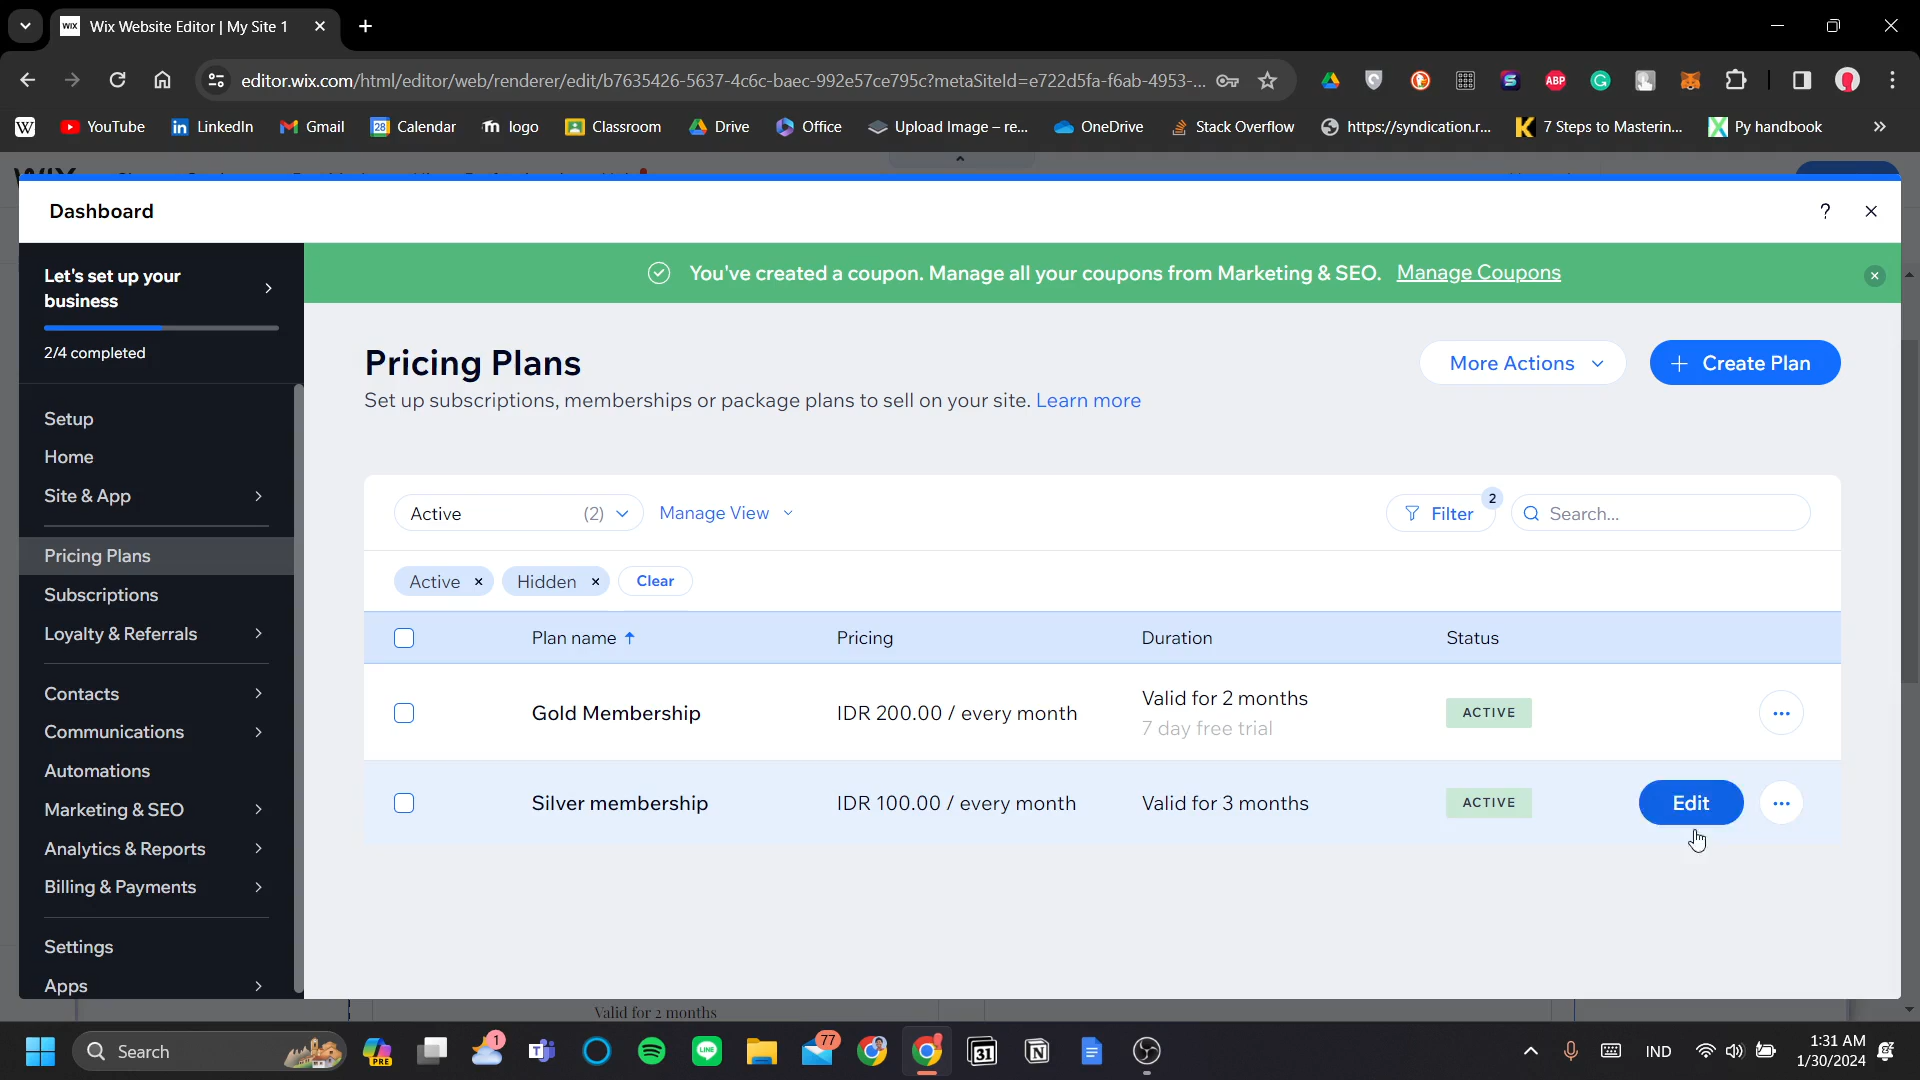 Wix Website Editor | My Site 1
editor.wix.com/html/editor/web/renderer/edit/b7635426-5637-4c6c-baec-992e57ce795c?metaSiteId=e722d5fa-f6ab-4953-...
YouTube
LinkedIn
Gmail
Calendar
logo
Classroom
Drive
Office
Upload Image – re...
OneDrive
Stack Overflow
https://syndication.r...
7 Steps to Masterin...
Py handbook
Dashboard
?
Let's set up your
business
2/4 completed
Setup
Home
Site & App
Pricing Plans
Subscriptions
Loyalty & Referrals
Contacts
Communications
Automations
Marketing & SEO
Analytics & Reports
Billing & Payments
Settings
Apps
You've created a coupon. Manage all your coupons from Marketing & SEO. Manage Coupons
Pricing Plans
Set up subscriptions, memberships or package plans to sell on your site. Learn more
More Actions
+ Create Plan
Active (2)
Manage View
Filter 2
Search...
Active
Hidden
Clear
Plan name ↑ Pricing Duration Status
Gold Membership IDR 200.00 / every month Valid for 2 months ACTIVE
7 day free trial
Silver membership IDR 100.00 / every month Valid for 3 months ACTIVE Edit
Valid for 2 months
Search
PRE
1
LINE
77
31
IND
1:31 AM
1/30/2024